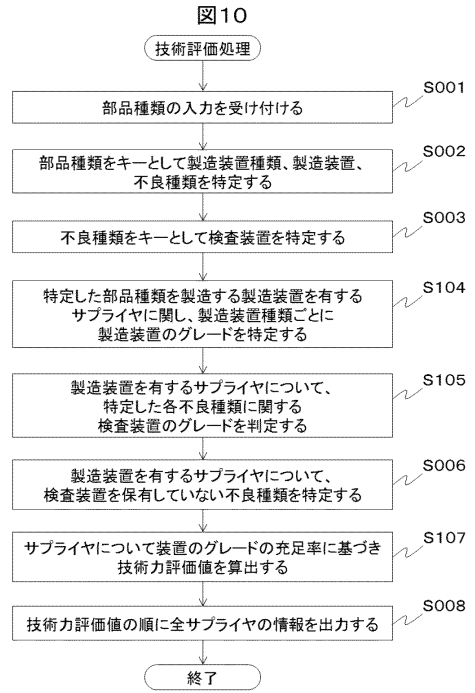 図10
技術評価処理
S001
部品種類の入力を受け付ける
S002
部品種類をキーとして製造装置種類、製造装置、
不良種類を特定する
S003
不良種類をキーとして検査装置を特定する
S104
特定した部品種類を製造する製造装置を有する
サプライヤに関し、製造装置種類ごとに
製造装置のグレードを特定する
S105
製造装置を有するサプライヤについて、
特定した各不良種類に関する
検査装置のグレードを判定する
S006
製造装置を有するサプライヤについて、
検査装置を保有していない不良種類を特定する
S107
サプライヤについて装置のグレードの充足率に基づき
技術力評価値を算出する
S008
技術力評価値の順に全サプライヤの情報を出力する
終了